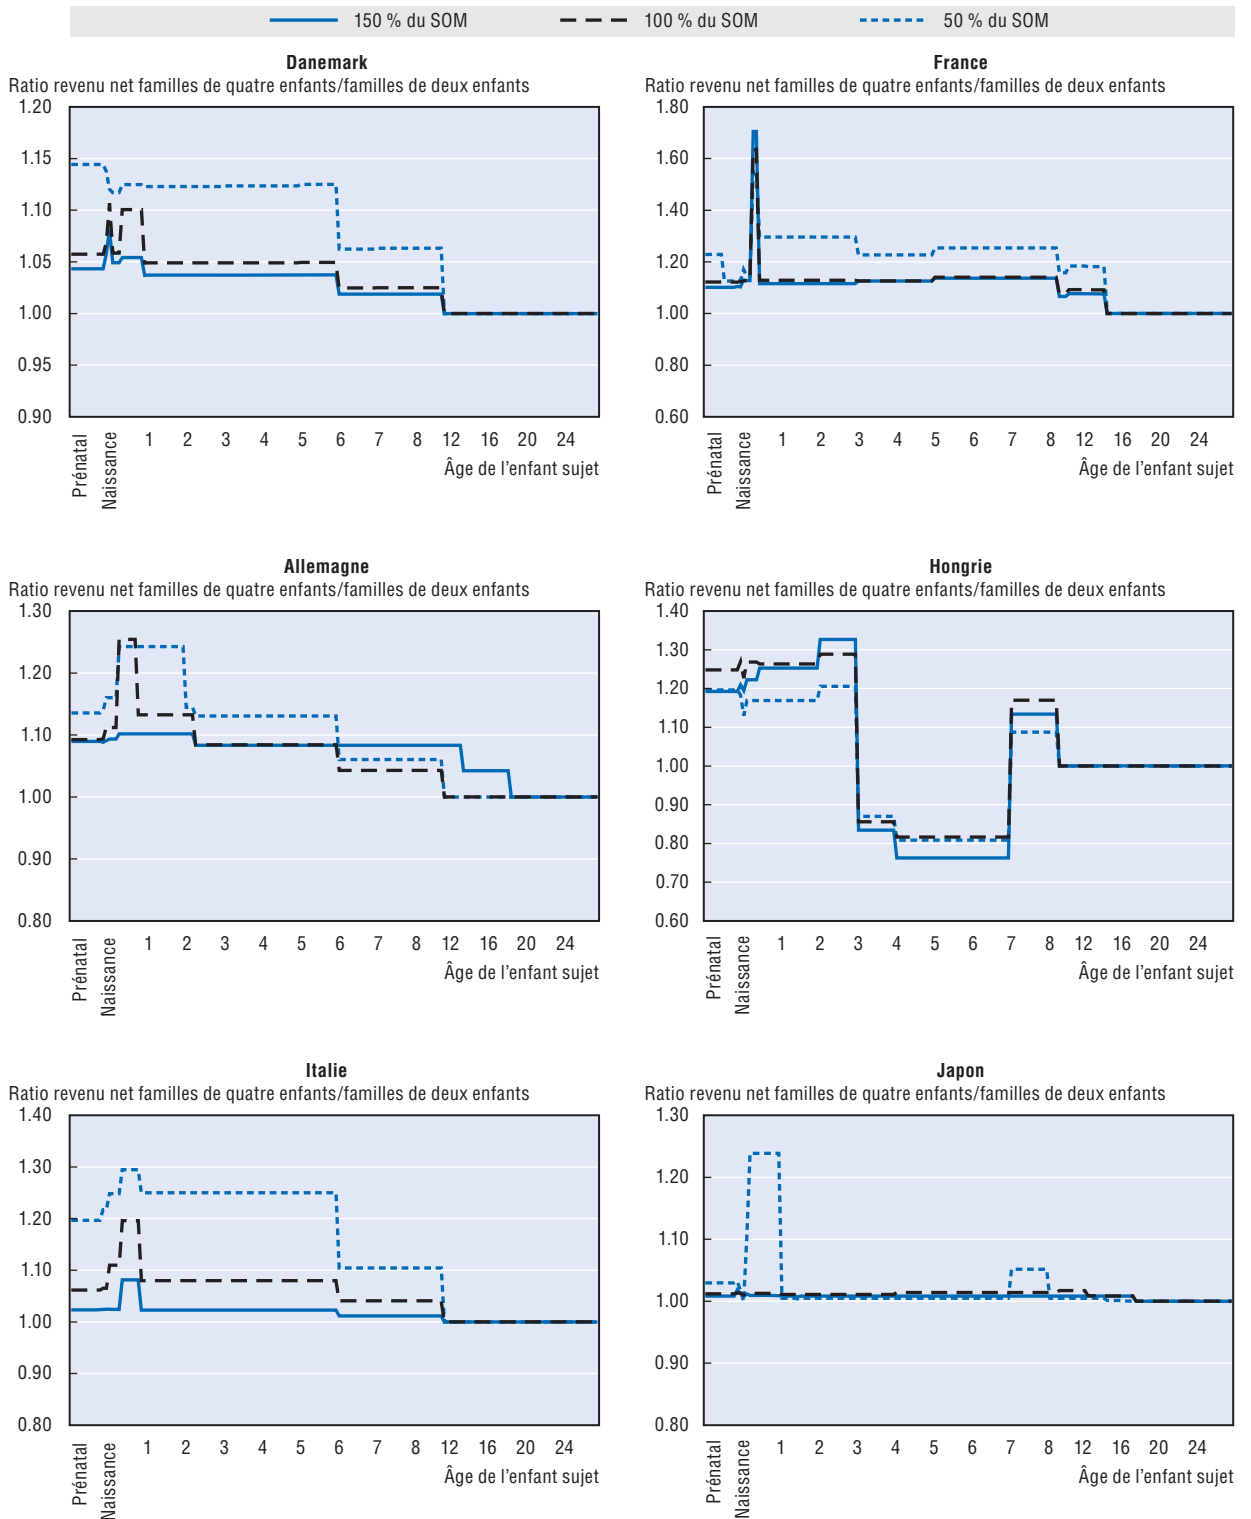 150 % du SOM 100 % du SOM 50 % du SOM
Danemark
Ratio revenu net familles de quatre enfants/familles de deux enfants
1.20
1.15
1.10
1.05
1.00
0.95
0.90
Prénatal Naissance 1 2 3 4 5 6 7 8 12 16 20 24
Âge de l'enfant sujet
France
Ratio revenu net familles de quatre enfants/familles de deux enfants
1.80
1.60
1.40
1.20
1.00
0.80
0.60
Prénatal Naissance 1 2 3 4 5 6 7 8 12 16 20 24
Âge de l'enfant sujet
Allemagne
Ratio revenu net familles de quatre enfants/familles de deux enfants
1.30
1.20
1.10
1.00
0.90
0.80
Prénatal Naissance 1 2 3 4 5 6 7 8 12 16 20 24
Âge de l'enfant sujet
Hongrie
Ratio revenu net familles de quatre enfants/familles de deux enfants
1.40
1.30
1.20
1.10
1.00
0.90
0.80
0.70
0.60
Prénatal Naissance 1 2 3 4 5 6 7 8 12 16 20 24
Âge de l'enfant sujet
Italie
Ratio revenu net familles de quatre enfants/familles de deux enfants
1.40
1.30
1.20
1.10
1.00
0.90
0.80
Prénatal Naissance 1 2 3 4 5 6 7 8 12 16 20 24
Âge de l'enfant sujet
Japon
Ratio revenu net familles de quatre enfants/familles de deux enfants
1.30
1.20
1.10
1.00
0.90
0.80
Prénatal Naissance 1 2 3 4 5 6 7 8 12 16 20 24
Âge de l'enfant sujet